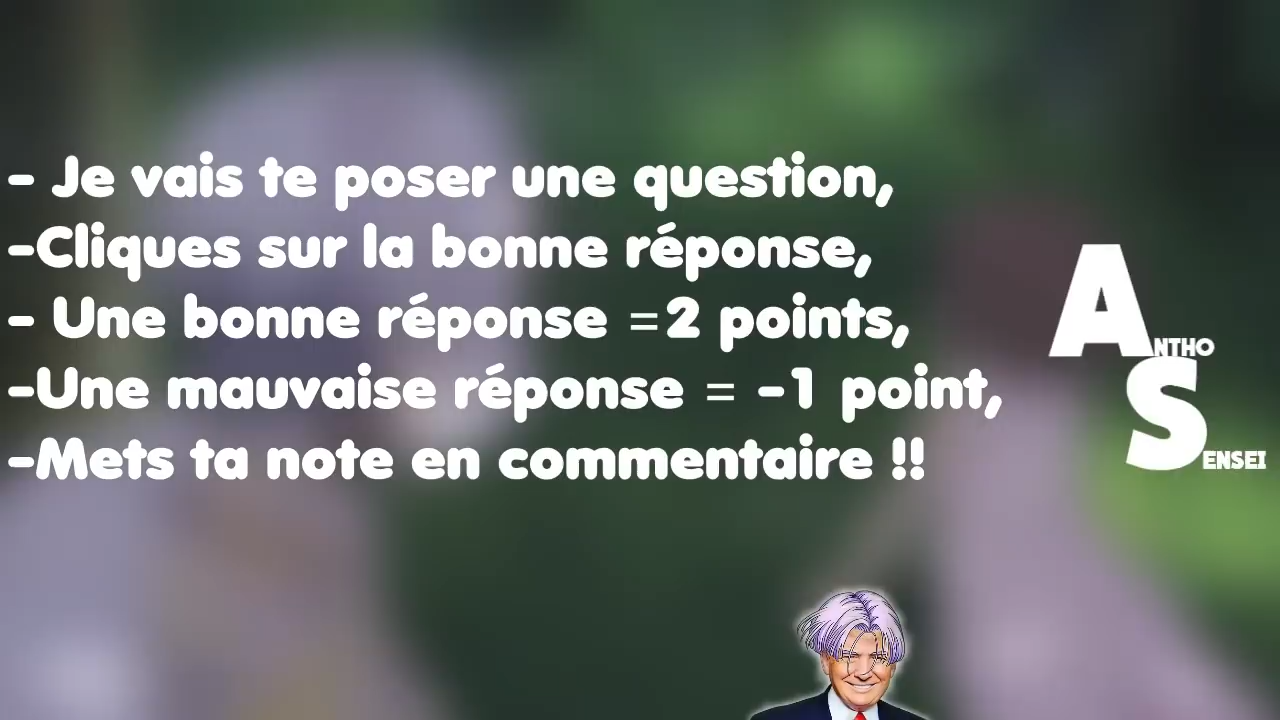 - Je vais te poser une question,
-Cliques sur la bonne réponse,
- Une bonne réponse =2 points,
-Une mauvaise réponse = -1 point,
-Mets ta note en commentaire !!
ANTHO
SENSEI